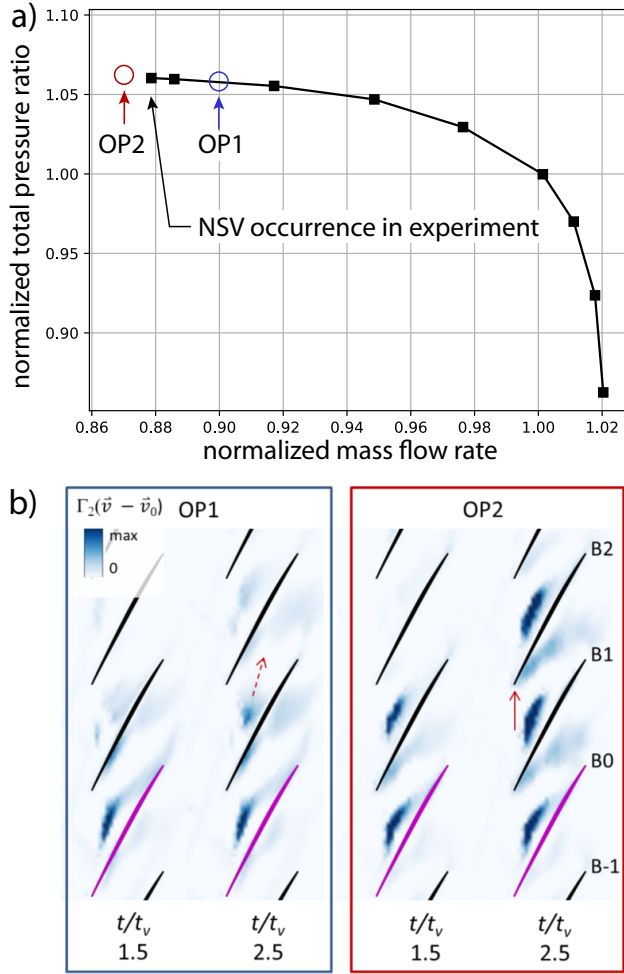 a)
normalized total pressure ratio
1.05
1.00
0.95
0.90
OP2
OP1
NSV occurrence in experiment
0.86
0.88
0.90
0.92
0.94
0.96
0.98
1.00
1.02
normalized mass flow rate
b)
Γ₂(v⃗ − v⃗₀)
OP1
max
0
OP2
B2
B1
B0
B-1
t/tᵥ
1.5
t/tᵥ
2.5
t/tᵥ
1.5
t/tᵥ
2.5